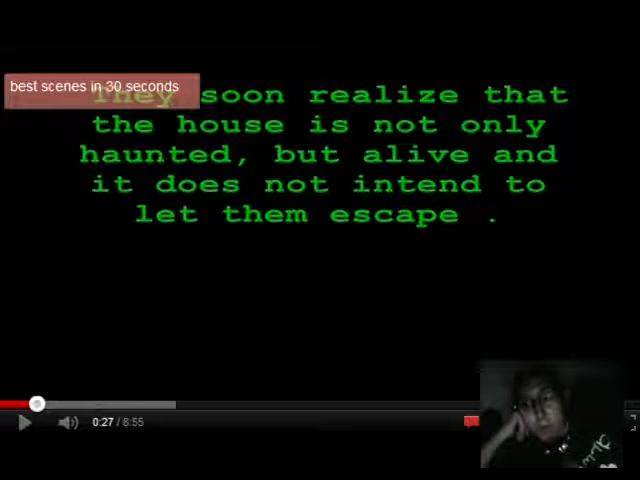 best scenes in 30 seconds
They soon realize that
the house is not only
haunted, but alive and
it does not intend to
let them escape .
0:27 / 6:55